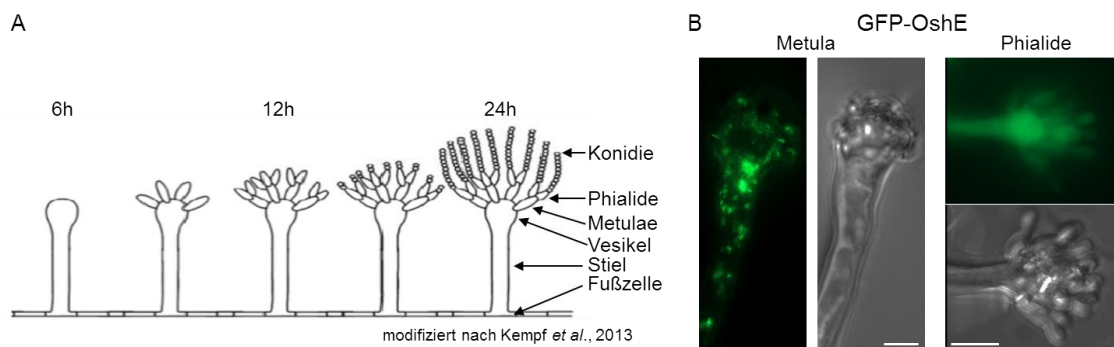 A
6h
12h
24h
Konidie
Phialide
Metulae
Vesikel
Stiel
Fußzelle
modifiziert nach Kempf et al., 2013
B
GFP-OshE
Metula
Phialide